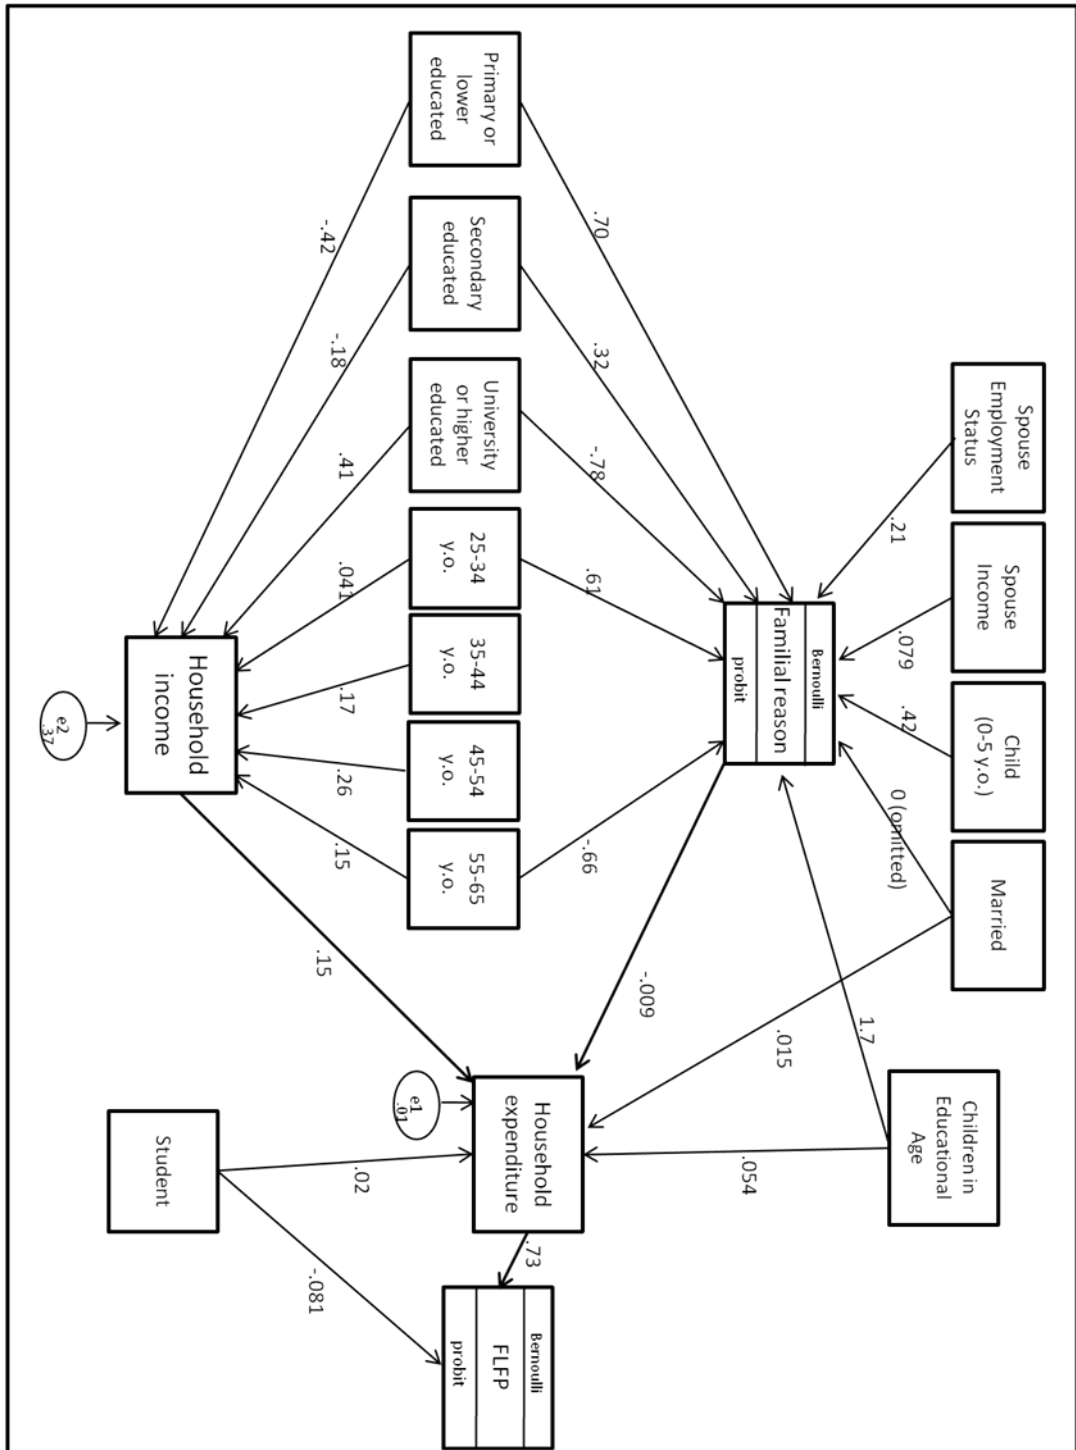 Primary or
lower
educated
Secondary
educated
University
or higher
educated
25-34
y.o.
35-44
y.o.
45-54
y.o.
55-65
y.o.
Spouse
Employment
Status
Spouse
Income
Child
(0-5 y.o.)
Married
Children in
Educational
Age
Bernoulli
Familial reason
probit
Household
income
e2
.37
Household
expenditure
e1
.01
Student
Bernoulli
FLFP
probit
.70
.32
-.78
.61
-.66
.21
.079
.42
0 (omitted)
1.7
.015
.054
-.009
-.42
-.18
.41
.041
.17
.26
.15
.15
.02
-.081
.73